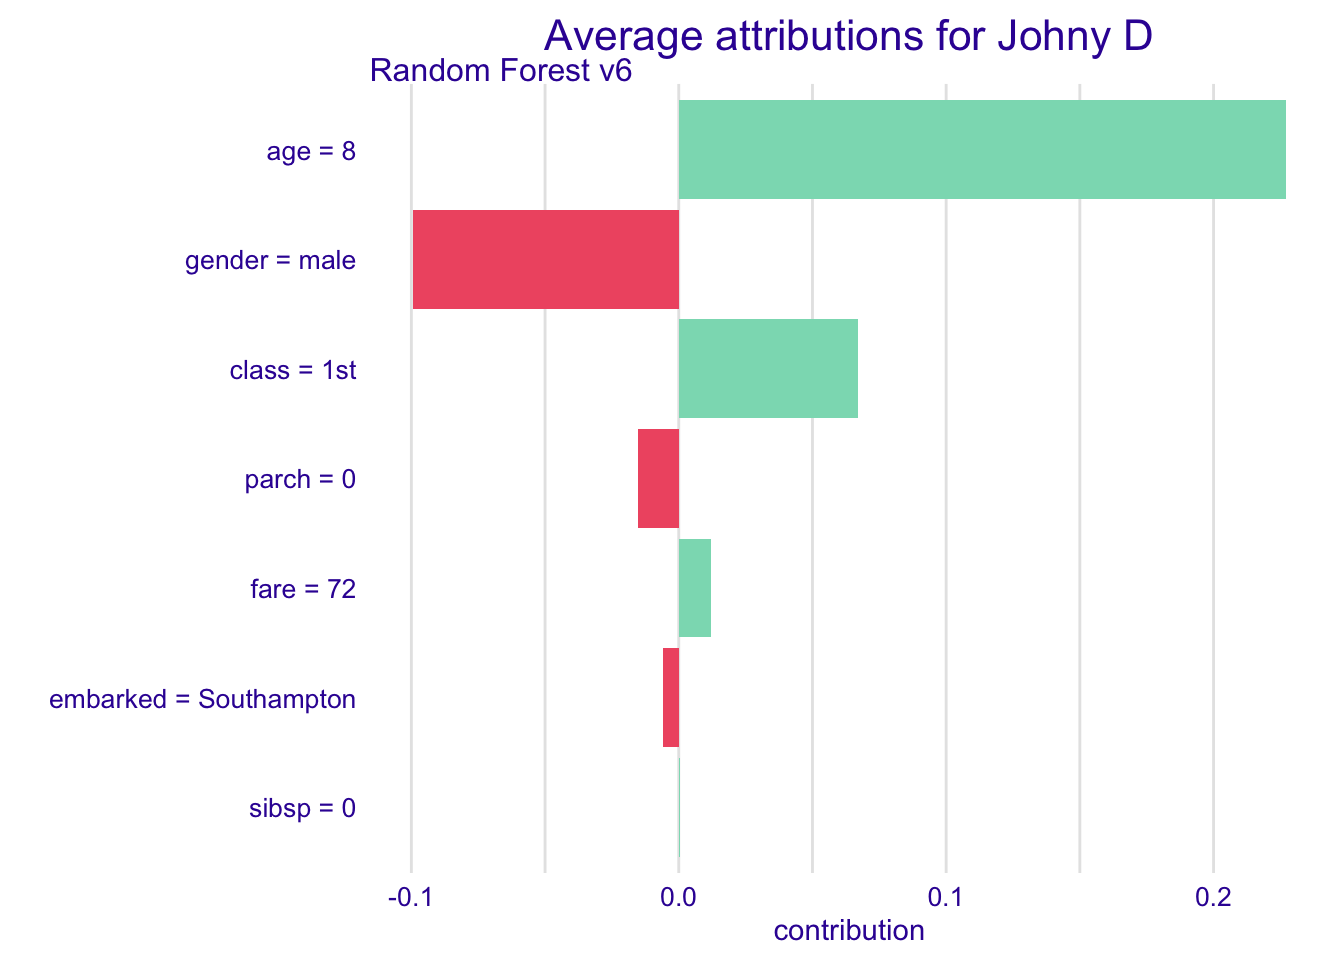 Average attributions for Johny D
Random Forest v6
age = 8
gender = male
class = 1st
parch = 0
fare = 72
embarked = Southampton
sibsp = 0
-0.1 0.0 0.1 0.2
contribution